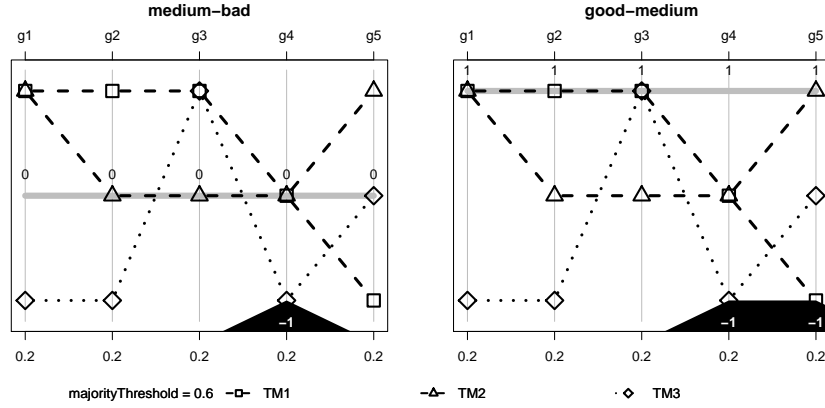 medium−bad good−medium
g1 g2 g3 g4 g5 g1 g2 g3 g4 g5
1 1 1 1 1
0 0 0 0 0
−1 −1 −1
0.2 0.2 0.2 0.2 0.2 0.2 0.2 0.2 0.2 0.2
majorityThreshold = 0.6 TM1 TM2 TM3